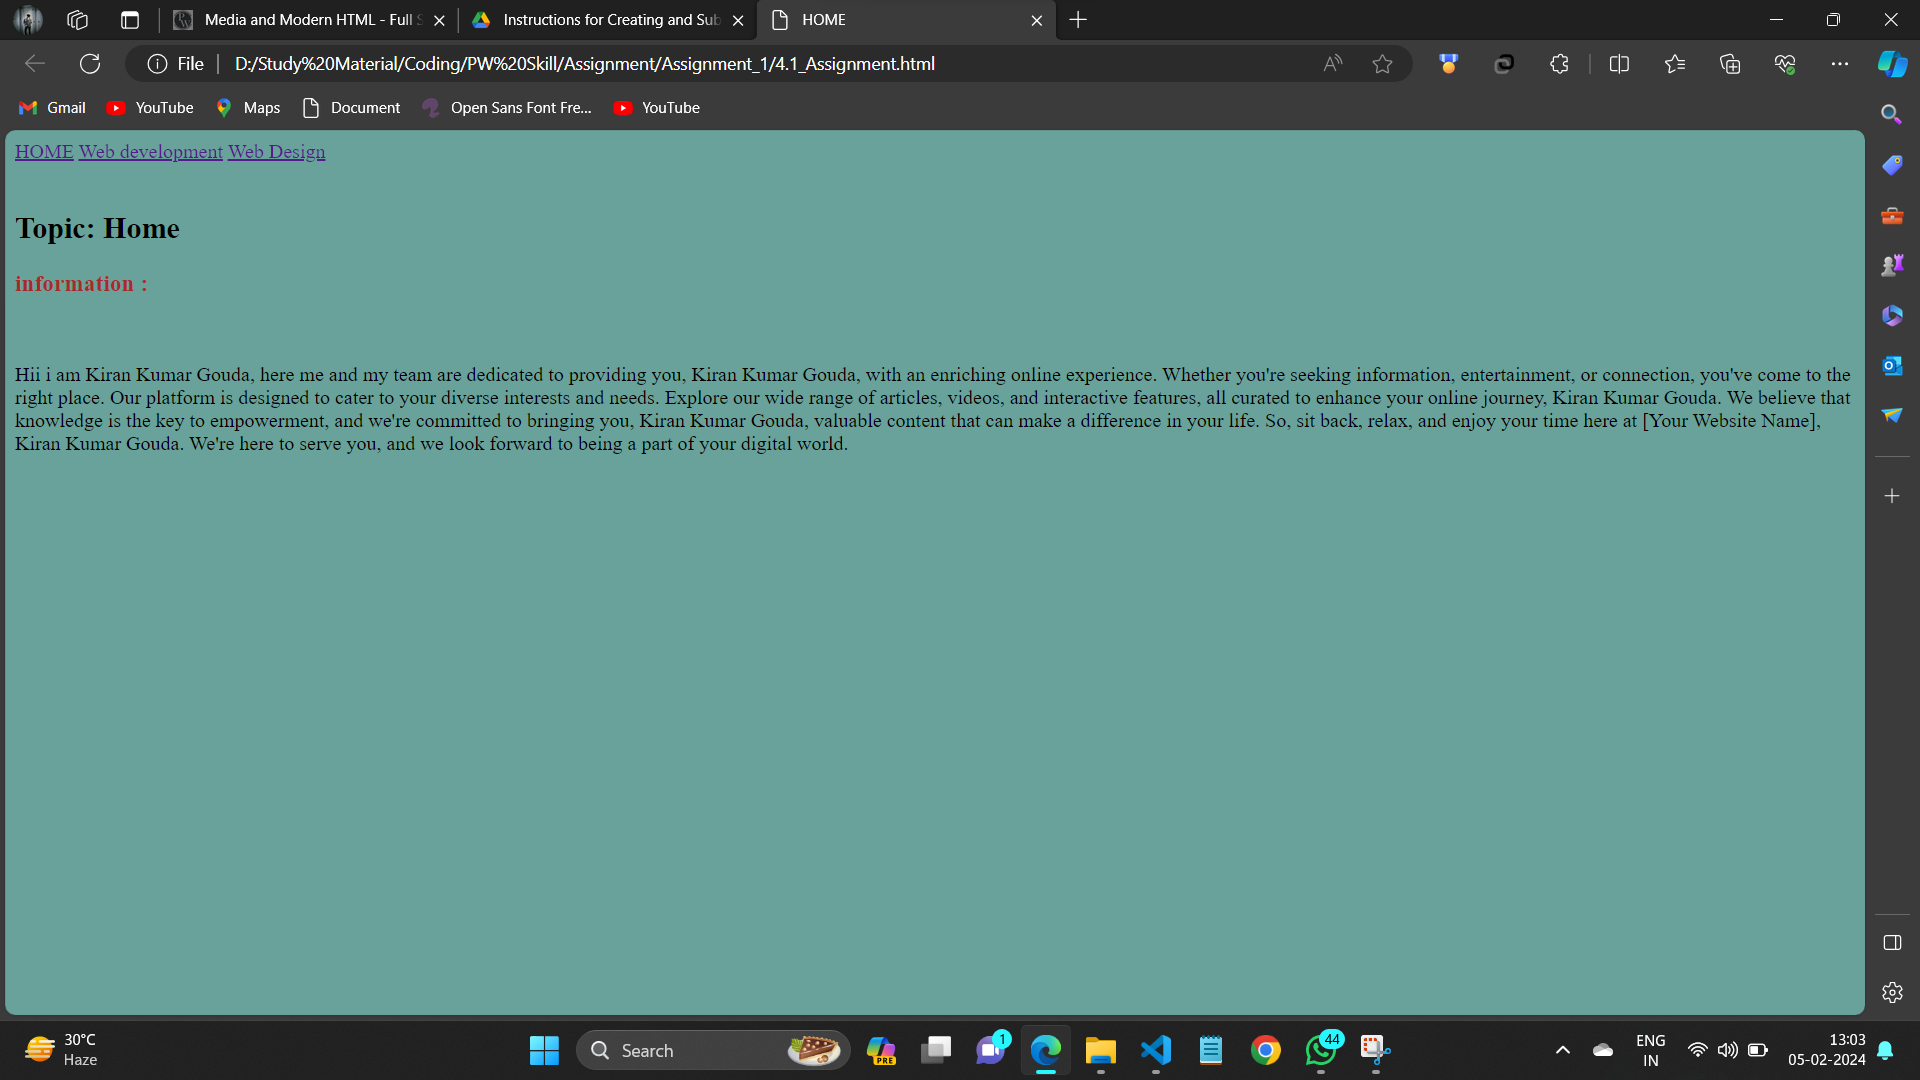 Media and Modern HTML - Full S
Instructions for Creating and Sub
HOME
File
D:/Study%20Material/Coding/PW%20Skill/Assignment/Assignment_1/4.1_Assignment.html
Gmail
YouTube
Maps
Document
Open Sans Font Fre...
YouTube
HOME Web development Web Design
Topic: Home
information :
Hii i am Kiran Kumar Gouda, here me and my team are dedicated to providing you, Kiran Kumar Gouda, with an enriching online experience. Whether you're seeking information, entertainment, or connection, you've come to the
right place. Our platform is designed to cater to your diverse interests and needs. Explore our wide range of articles, videos, and interactive features, all curated to enhance your online journey, Kiran Kumar Gouda. We believe that
knowledge is the key to empowerment, and we're committed to bringing you, Kiran Kumar Gouda, valuable content that can make a difference in your life. So, sit back, relax, and enjoy your time here at [Your Website Name],
Kiran Kumar Gouda. We're here to serve you, and we look forward to being a part of your digital world.
30°C
Haze
Search
PRE
1
44
ENG
IN
13:03
05-02-2024